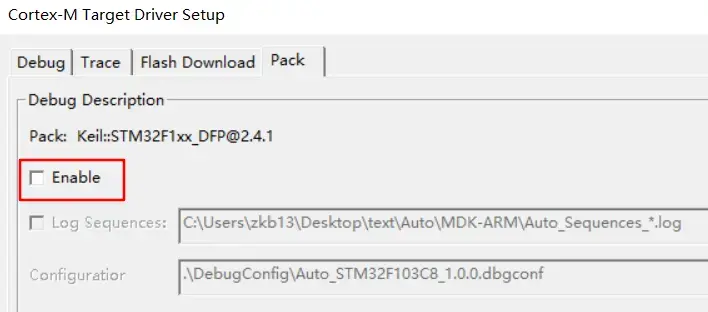 Cortex-M Target Driver Setup
Debug Trace Flash Download Pack
Debug Description
Pack: Keil::STM32F1xx_DFP@2.4.1
Enable
Log Sequences: C:\Users\zkb13\Desktop\text\Auto\MDK-ARM\Auto_Sequences_*.log
Configuratior .\DebugConfig\Auto_STM32F103C8_1.0.0.dbgconf